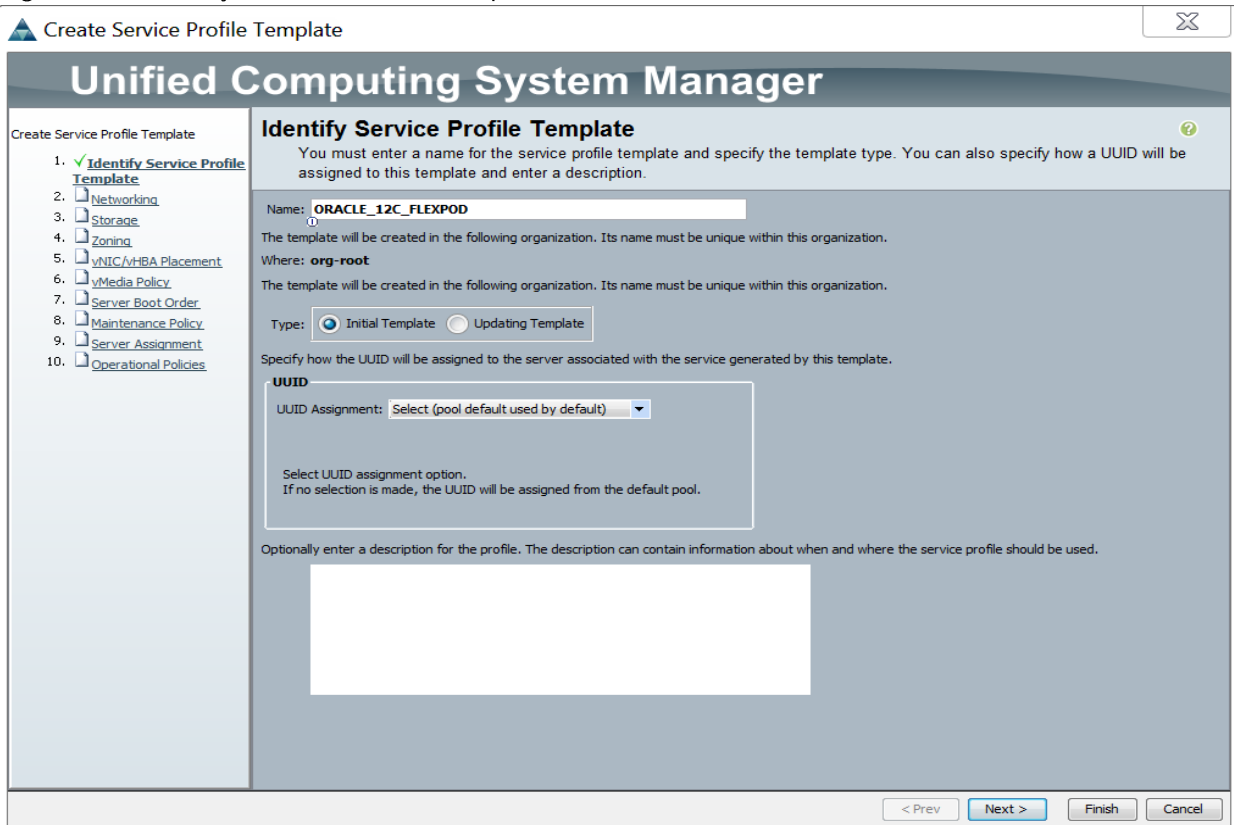 Create Service Profile Template
Unified Computing System Manager
Create Service Profile Template
1. Identify Service Profile
Template
2. Networking
3. Storage
4. Zoning
5. vNIC/vHBA Placement
6. vMedia Policy
7. Server Boot Order
8. Maintenance Policy
9. Server Assignment
10. Operational Policies
Identify Service Profile Template
You must enter a name for the service profile template and specify the template type. You can also specify how a UUID will be
assigned to this template and enter a description.
Name: ORACLE_12C_FLEXPOD
The template will be created in the following organization. Its name must be unique within this organization.
Where: org-root
The template will be created in the following organization. Its name must be unique within this organization.
Type: Initial Template Updating Template
Specify how the UUID will be assigned to the server associated with the service generated by this template.
UUID
UUID Assignment: Select (pool default used by default)
Select UUID assignment option.
If no selection is made, the UUID will be assigned from the default pool.
Optionally enter a description for the profile. The description can contain information about when and where the service profile should be used.
< Prev Next > Finish Cancel